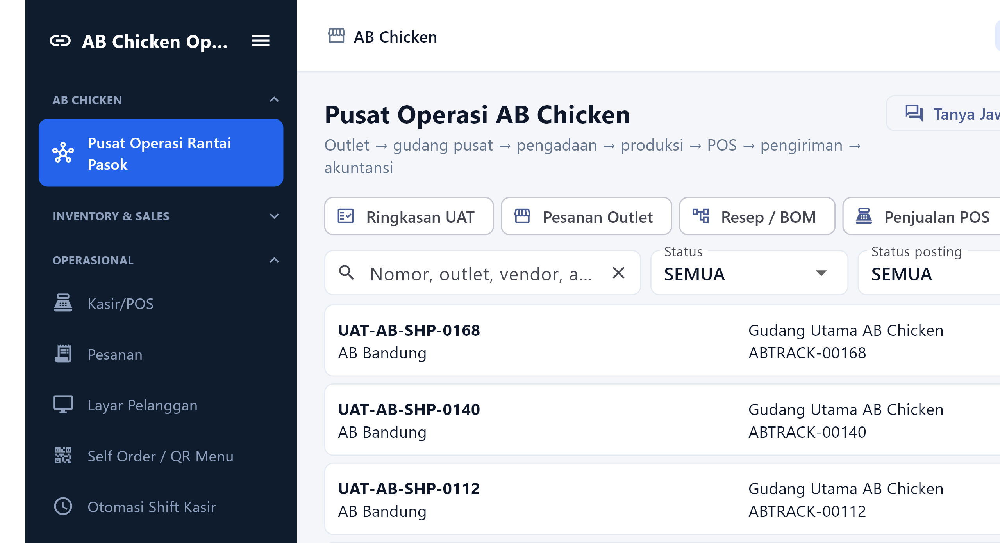 AB Chicken Op...
AB CHICKEN
Pusat Operasi Rantai
Pasok
INVENTORY & SALES
OPERASIONAL
Kasir/POS
Pesanan
Layar Pelanggan
Self Order / QR Menu
Otomasi Shift Kasir
AB Chicken
Pusat Operasi AB Chicken
Tanya Jaw
Outlet → gudang pusat → pengadaan → produksi → POS → pengiriman →
akuntansi
Ringkasan UAT
Pesanan Outlet
Resep / BOM
Penjualan POS
Nomor, outlet, vendor, a...
Status
SEMUA
Status posting
SEMUA
UAT-AB-SHP-0168
AB Bandung
Gudang Utama AB Chicken
ABTRACK-00168
UAT-AB-SHP-0140
AB Bandung
Gudang Utama AB Chicken
ABTRACK-00140
UAT-AB-SHP-0112
AB Bandung
Gudang Utama AB Chicken
ABTRACK-00112